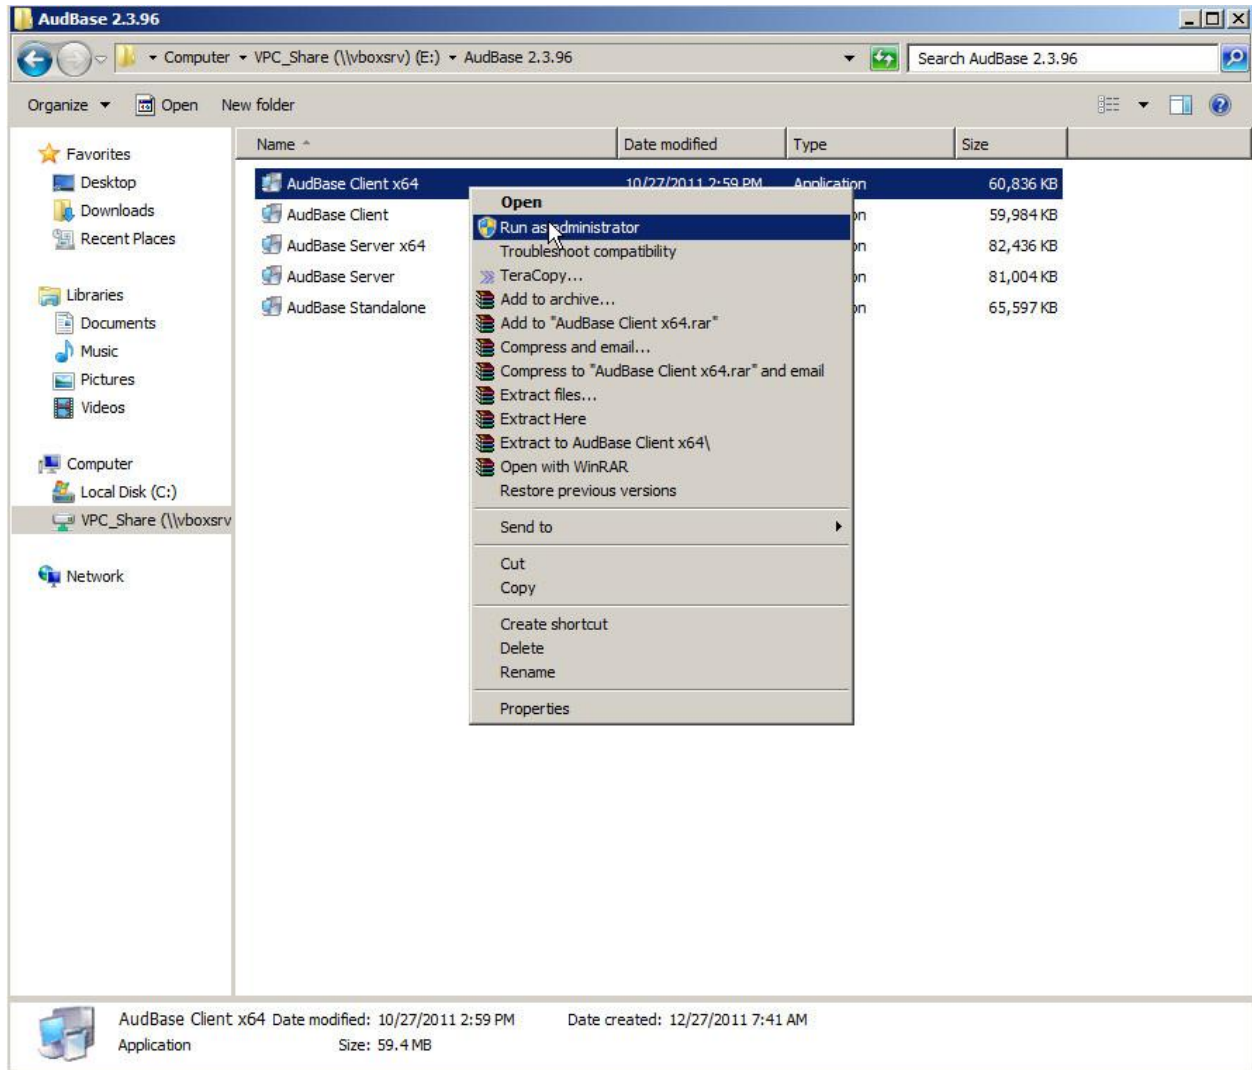 AudBase 2.3.96
Computer VPC_Share (\\vboxsrv) (E:) AudBase 2.3.96 Search AudBase 2.3.96
Organize Open New folder
Name Date modified Type Size
Favorites
Desktop
Downloads
Recent Places
Libraries
Documents
Music
Pictures
Videos
Computer
Local Disk (C:)
VPC_Share (\\vboxsrv
Network
AudBase Client x64 10/27/2011 2:59 PM Application 60,836 KB
AudBase Client on 59,984 KB
AudBase Server x64 on 82,436 KB
AudBase Server on 81,004 KB
AudBase Standalone on 65,597 KB
Open
Run as administrator
Troubleshoot compatibility
TeraCopy...
Add to archive...
Add to "AudBase Client x64.rar"
Compress and email...
Compress to "AudBase Client x64.rar" and email
Extract files...
Extract Here
Extract to AudBase Client x64\
Open with WinRAR
Restore previous versions
Send to
Cut
Copy
Create shortcut
Delete
Rename
Properties
AudBase Client x64 Date modified: 10/27/2011 2:59 PM Date created: 12/27/2011 7:41 AM
Application Size: 59.4 MB